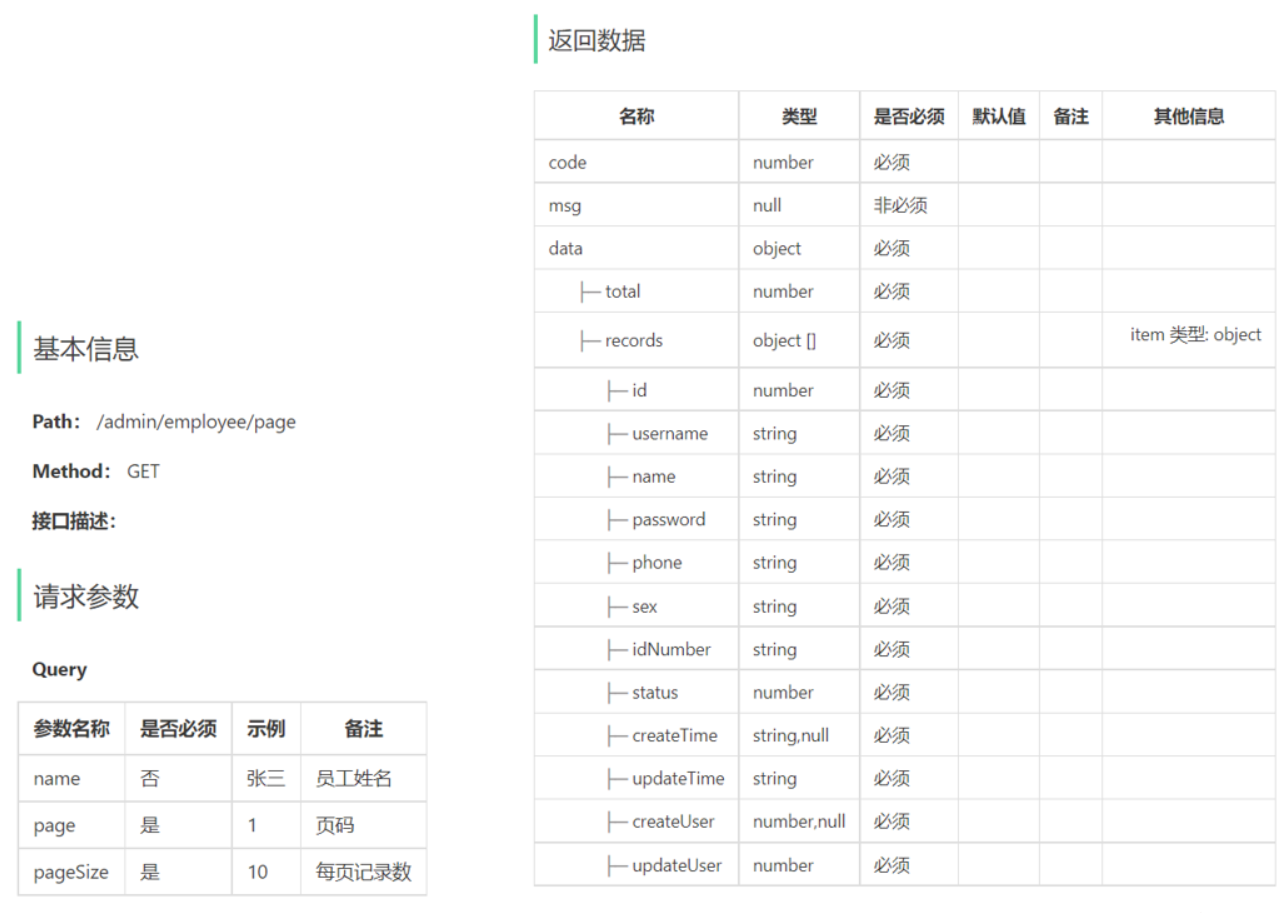 基本信息
Path： /admin/employee/page
Method： GET
接口描述：
请求参数
Query
参数名称 是否必须 示例 备注
name 否 张三 员工姓名
page 是 1 页码
pageSize 是 10 每页记录数
返回数据
名称 类型 是否必须 默认值 备注 其他信息
code number 必须
msg null 非必须
data object 必须
├─ total number 必须
├─ records object [] 必须 item 类型: object
├─ id number 必须
├─ username string 必须
├─ name string 必须
├─ password string 必须
├─ phone string 必须
├─ sex string 必须
├─ idNumber string 必须
├─ status number 必须
├─ createTime string,null 必须
├─ updateTime string 必须
├─ createUser number,null 必须
├─ updateUser number 必须